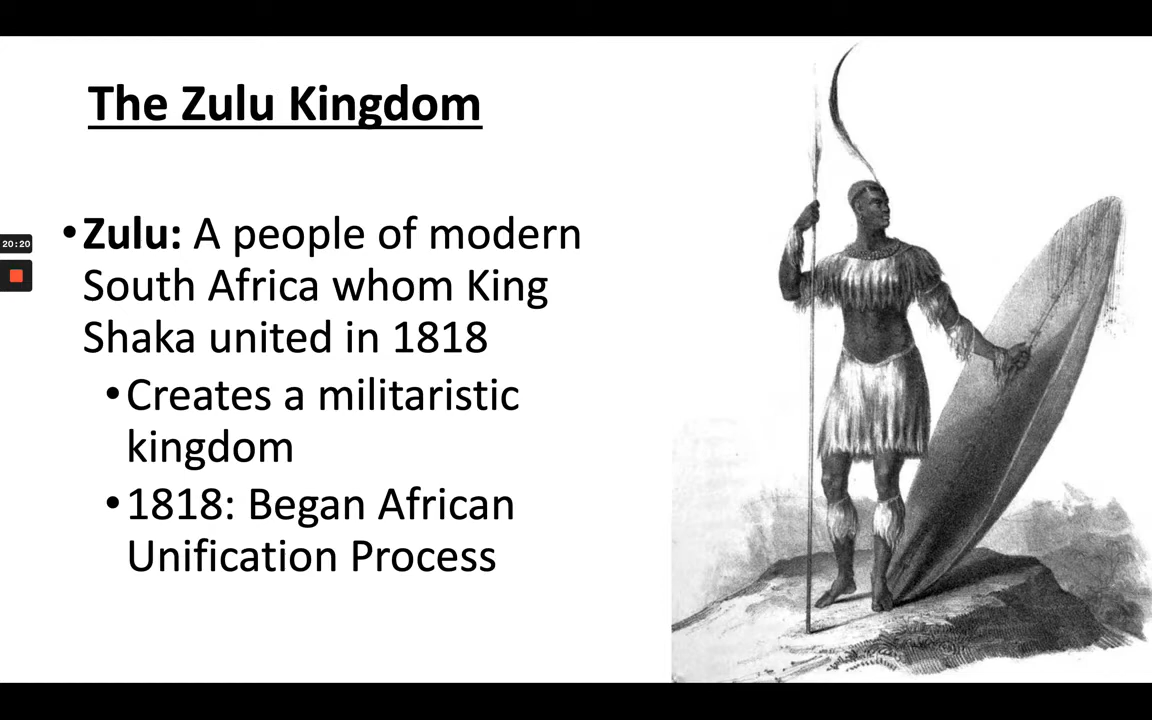 The Zulu Kingdom
•Zulu: A people of modern
South Africa whom King
Shaka united in 1818
•Creates a militaristic
kingdom
•1818: Began African
Unification Process
20:20